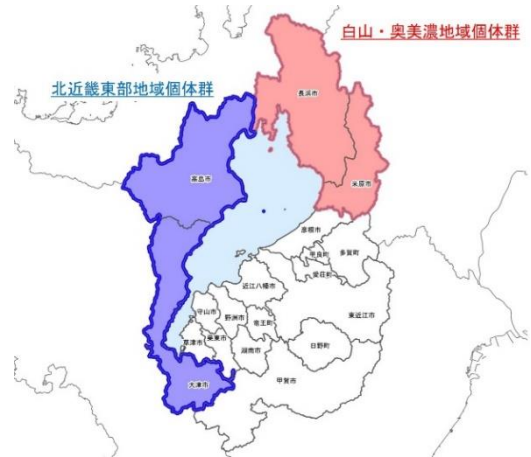 白山・奥美濃地域個体群
北近畿東部地域個体群
長浜市
高島市
米原市
彦根市
多賀町
甲良町
愛荘町
近江八幡市
東近江市
守山市
野洲市
竜王町
草津市
栗東市
湖南市
日野町
甲賀市
大津市